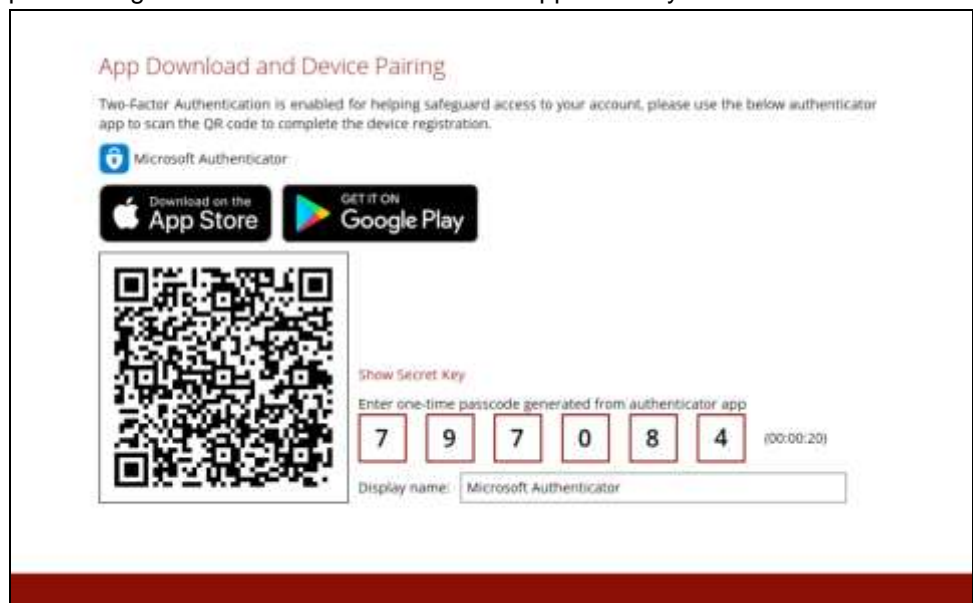 App Download and Device Pairing
Two-Factor Authentication is enabled for helping safeguard access to your account, please use the below authenticator
app to scan the QR code to complete the device registration.
Microsoft Authenticator
Download on the
App Store
GET IT ON
Google Play
Show Secret Key
Enter one-time passcode generated from authenticator app
7 9 7 0 8 4 (00:00:20)
Display name: Microsoft Authenticator